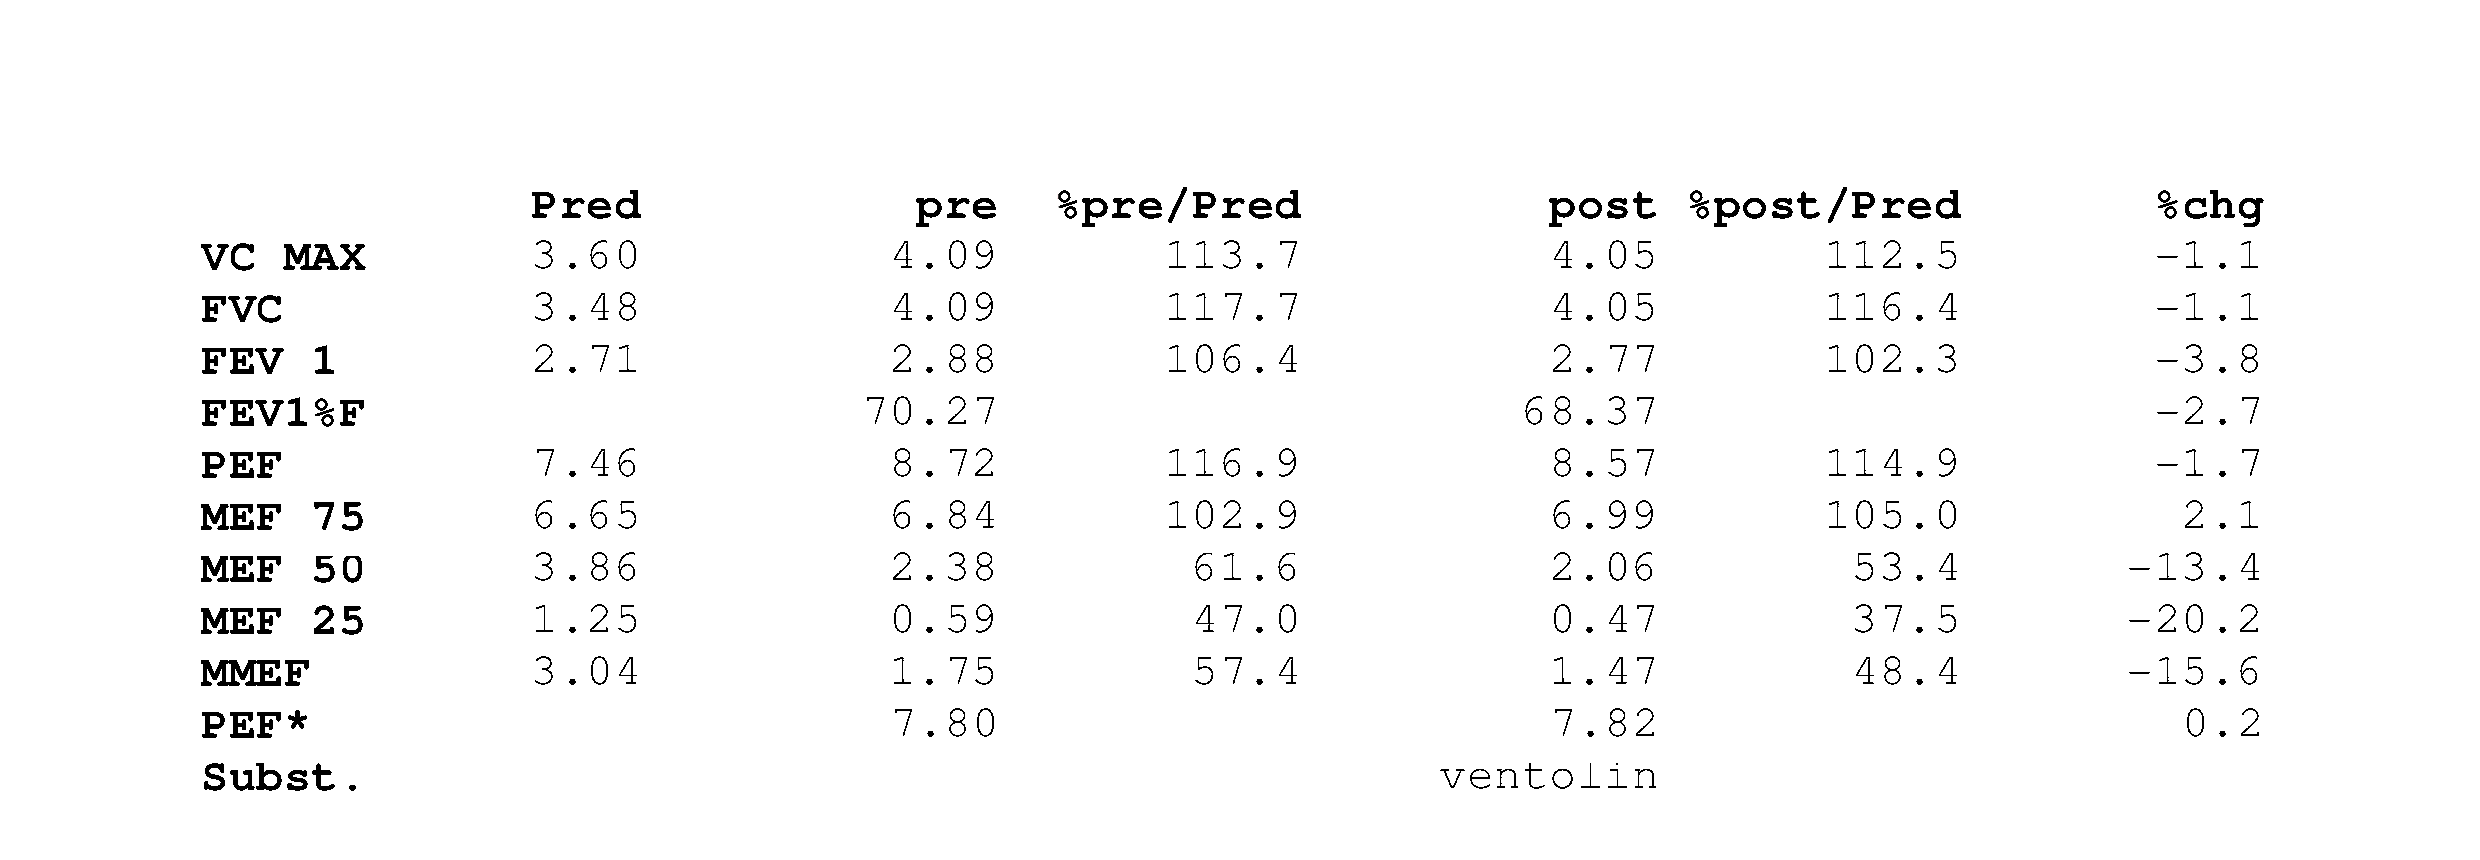 Pred pre %pre/Pred post %post/Pred %chg
VC MAX 3.60 4.09 113.7 4.05 112.5 -1.1
FVC 3.48 4.09 117.7 4.05 116.4 -1.1
FEV 1 2.71 2.88 106.4 2.77 102.3 -3.8
FEV1%F 70.27 68.37 -2.7
PEF 7.46 8.72 116.9 8.57 114.9 -1.7
MEF 75 6.65 6.84 102.9 6.99 105.0 2.1
MEF 50 3.86 2.38 61.6 2.06 53.4 -13.4
MEF 25 1.25 0.59 47.0 0.47 37.5 -20.2
MMEF 3.04 1.75 57.4 1.47 48.4 -15.6
PEF* 7.80 7.82 0.2
Subst. ventolin